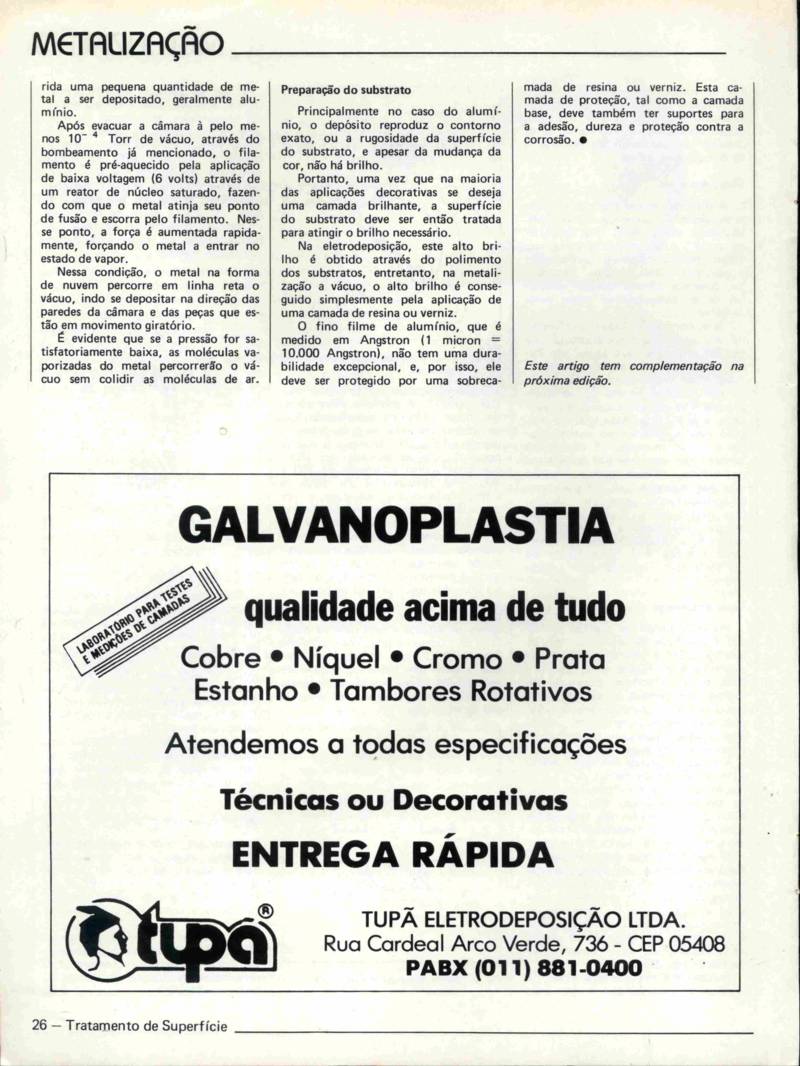 METALIZAÇÃO
rida uma pequena quantidade de me-
tal a ser depositado, geralmente alu-
mínio.
Após evacuar a câmara à pelo me-
nos 10⁻⁴ Torr de vácuo, através do
bombeamento já mencionado, o fila-
mento é pré-aquecido pela aplicação
de baixa voltagem (6 volts) através de
um reator de núcleo saturado, fazen-
do com que o metal atinja seu ponto
de fusão e escorra pelo filamento. Nes-
se ponto, a força é aumentada rapida-
mente, forçando o metal a entrar no
estado de vapor.
Nessa condição, o metal na forma
de nuvem percorre em linha reta o
vácuo, indo se depositar na direção das
paredes da câmara e das peças que es-
tão em movimento giratório.
É evidente que se a pressão for sa-
tisfatoriamente baixa, as moléculas va-
porizadas do metal percorrerão o vá-
cuo sem colidir as moléculas de ar.
Preparação do substrato
Principalmente no caso do alumí-
nio, o depósito reproduz o contorno
exato, ou a rugosidade da superfície
do substrato, e apesar da mudança da
cor, não há brilho.
Portanto, uma vez que na maioria
das aplicações decorativas se deseja
uma camada brilhante, a superfície
do substrato deve ser então tratada
para atingir o brilho necessário.
Na eletrodeposição, este alto bri-
lho é obtido através do polimento
dos substratos, entretanto, na metali-
zação a vácuo, o alto brilho é conse-
guido simplesmente pela aplicação de
uma camada de resina ou verniz.
O fino filme de alumínio, que é
medido em Angstron (1 micron =
10.000 Angstron), não tem uma dura-
bilidade excepcional, e, por isso, ele
deve ser protegido por uma sobreca-
mada de resina ou verniz. Esta ca-
mada de proteção, tal como a camada
base, deve também ter suportes para
a adesão, dureza e proteção contra a
corrosão. ●
Este artigo tem complementação na
próxima edição.
GALVANOPLASTIA
LABORATÓRIO PARA TESTES
E MEDIÇÕES DE CAMADAS
qualidade acima de tudo
Cobre • Níquel • Cromo • Prata
Estanho • Tambores Rotativos
Atendemos a todas especificações
Técnicas ou Decorativas
ENTREGA RÁPIDA
tupã ®
TUPÃ ELETRODEPOSIÇÃO LTDA.
Rua Cardeal Arco Verde, 736 - CEP 05408
PABX (011) 881-0400
26 — Tratamento de Superfície